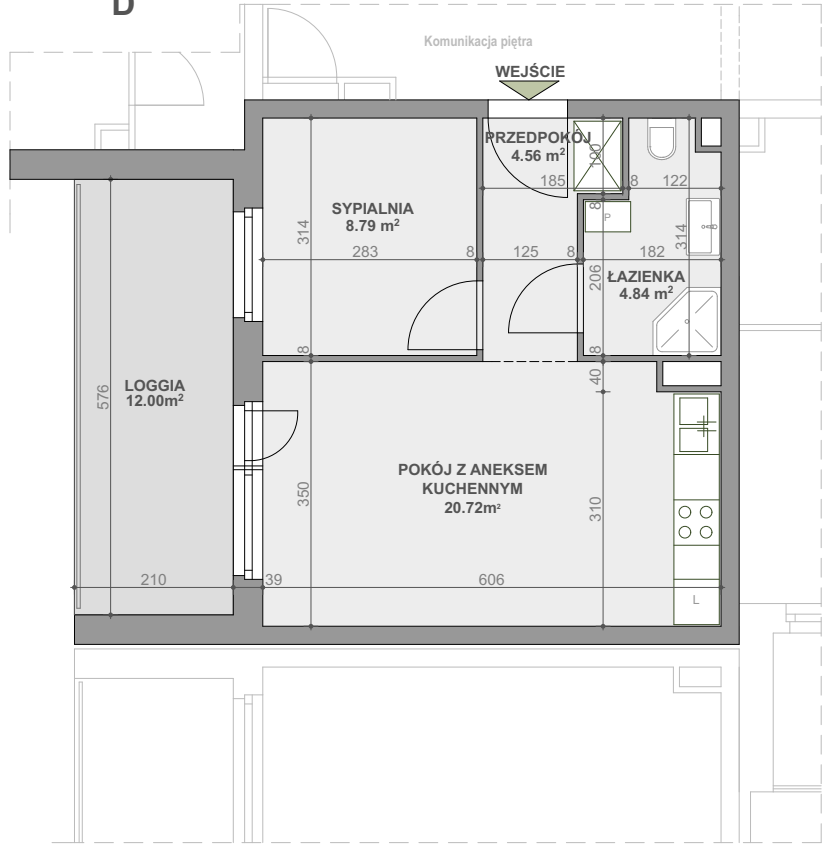 D
Komunikacja piętra
WEJŚCIE
PRZEDPOKÓJ
4.56 m²
190
185
8
122
SYPIALNIA
8.79 m²
314
283
8
125
8
8
P
314
182
206
ŁAZIENKA
4.84 m²
8
8
40
LOGGIA
12.00m²
576
POKÓJ Z ANEKSEM
KUCHENNYM
20.72m²
350
310
210
39
606
L